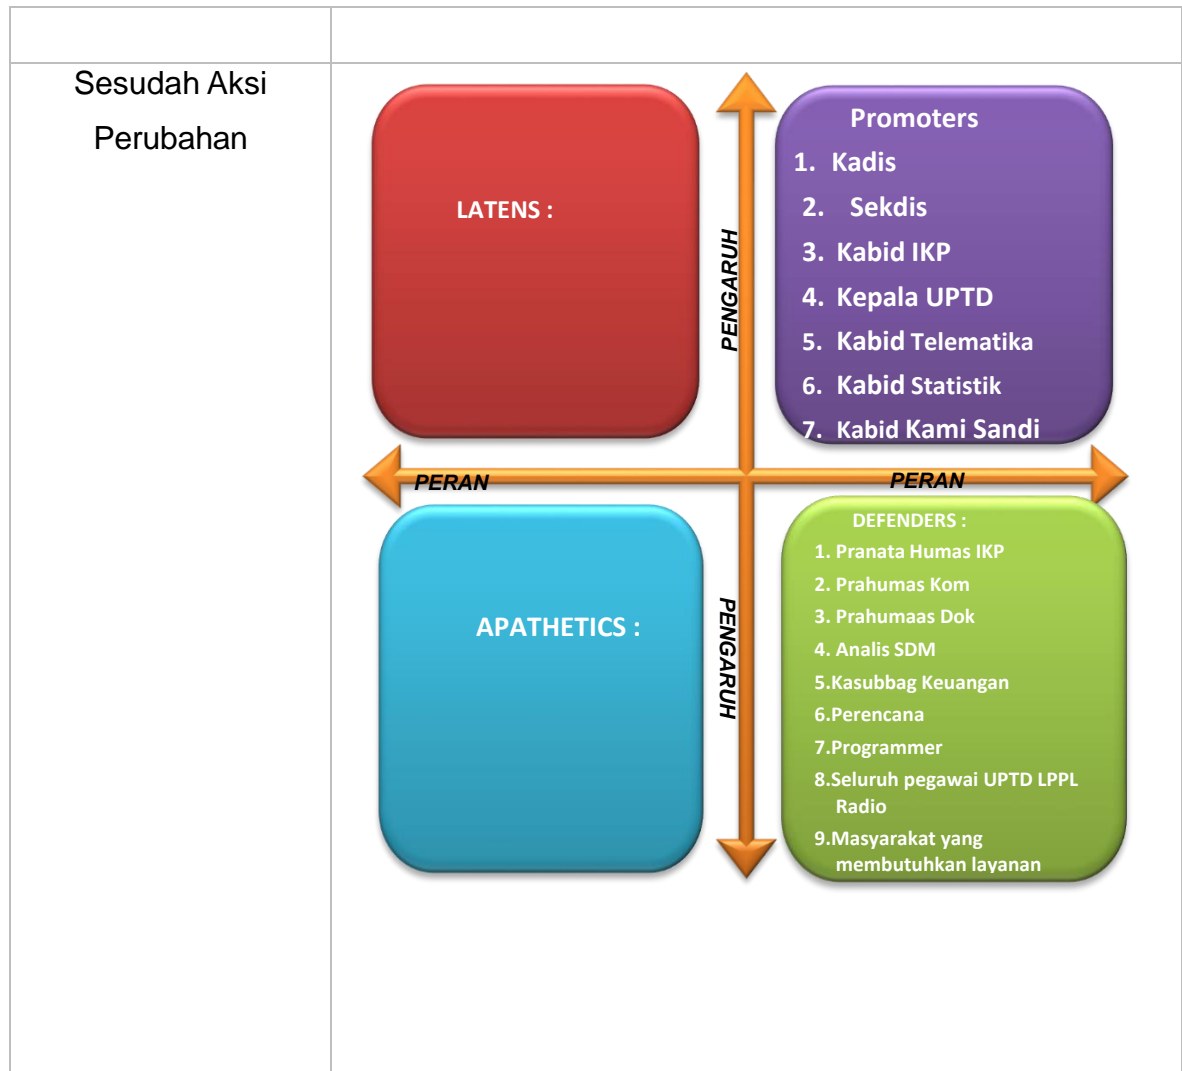 Sesudah Aksi
Perubahan
LATENS :
PENGARUH
Promoters
1. Kadis
2. Sekdis
3. Kabid IKP
4. Kepala UPTD
5. Kabid Telematika
6. Kabid Statistik
7. Kabid Kami Sandi
PERAN
PERAN
APATHETICS :
PENGARUH
DEFENDERS :
1. Pranata Humas IKP
2. Prahumas Kom
3. Prahumaas Dok
4. Analis SDM
5.Kasubbag Keuangan
6.Perencana
7.Programmer
8.Seluruh pegawai UPTD LPPL
Radio
9.Masyarakat yang
membutuhkan layanan